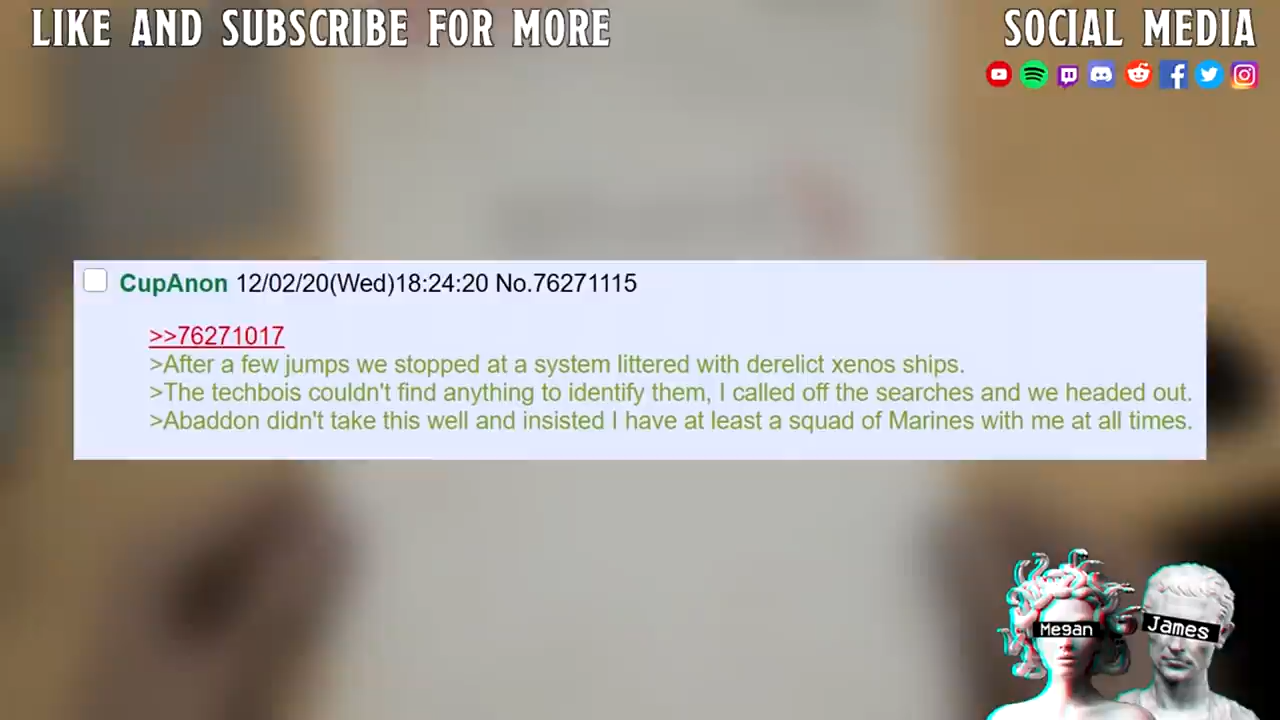 LIKE AND SUBSCRIBE FOR MORE
SOCIAL MEDIA
CupAnon 12/02/20(Wed)18:24:20 No.76271115
>>76271017
>After a few jumps we stopped at a system littered with derelict xenos ships.
>The techbois couldn't find anything to identify them, I called off the searches and we headed out.
>Abaddon didn't take this well and insisted I have at least a squad of Marines with me at all times.
Megan
James